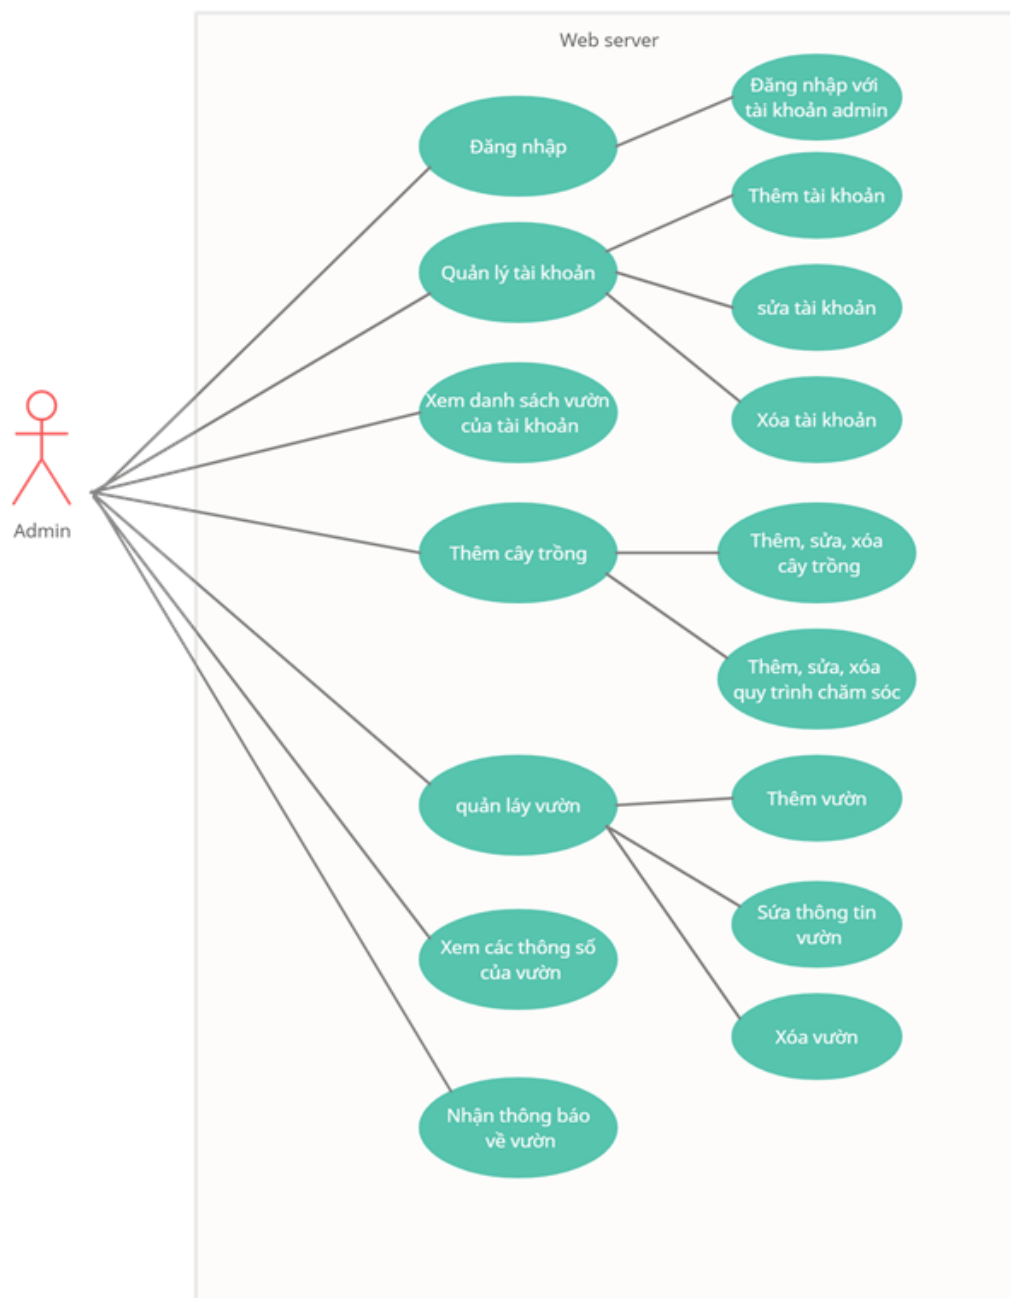 Web server
Đăng nhập với
tài khoản admin
Đăng nhập
Thêm tài khoản
Quản lý tài khoản
sửa tài khoản
Xem danh sách vườn
của tài khoản
Xóa tài khoản
Admin
Thêm cây trồng
Thêm, sửa, xóa
cây trồng
Thêm, sửa, xóa
quy trình chăm sóc
quản láy vườn
Thêm vườn
Sứa thông tin
vườn
Xem các thông số
của vườn
Xóa vườn
Nhận thông báo
về vườn